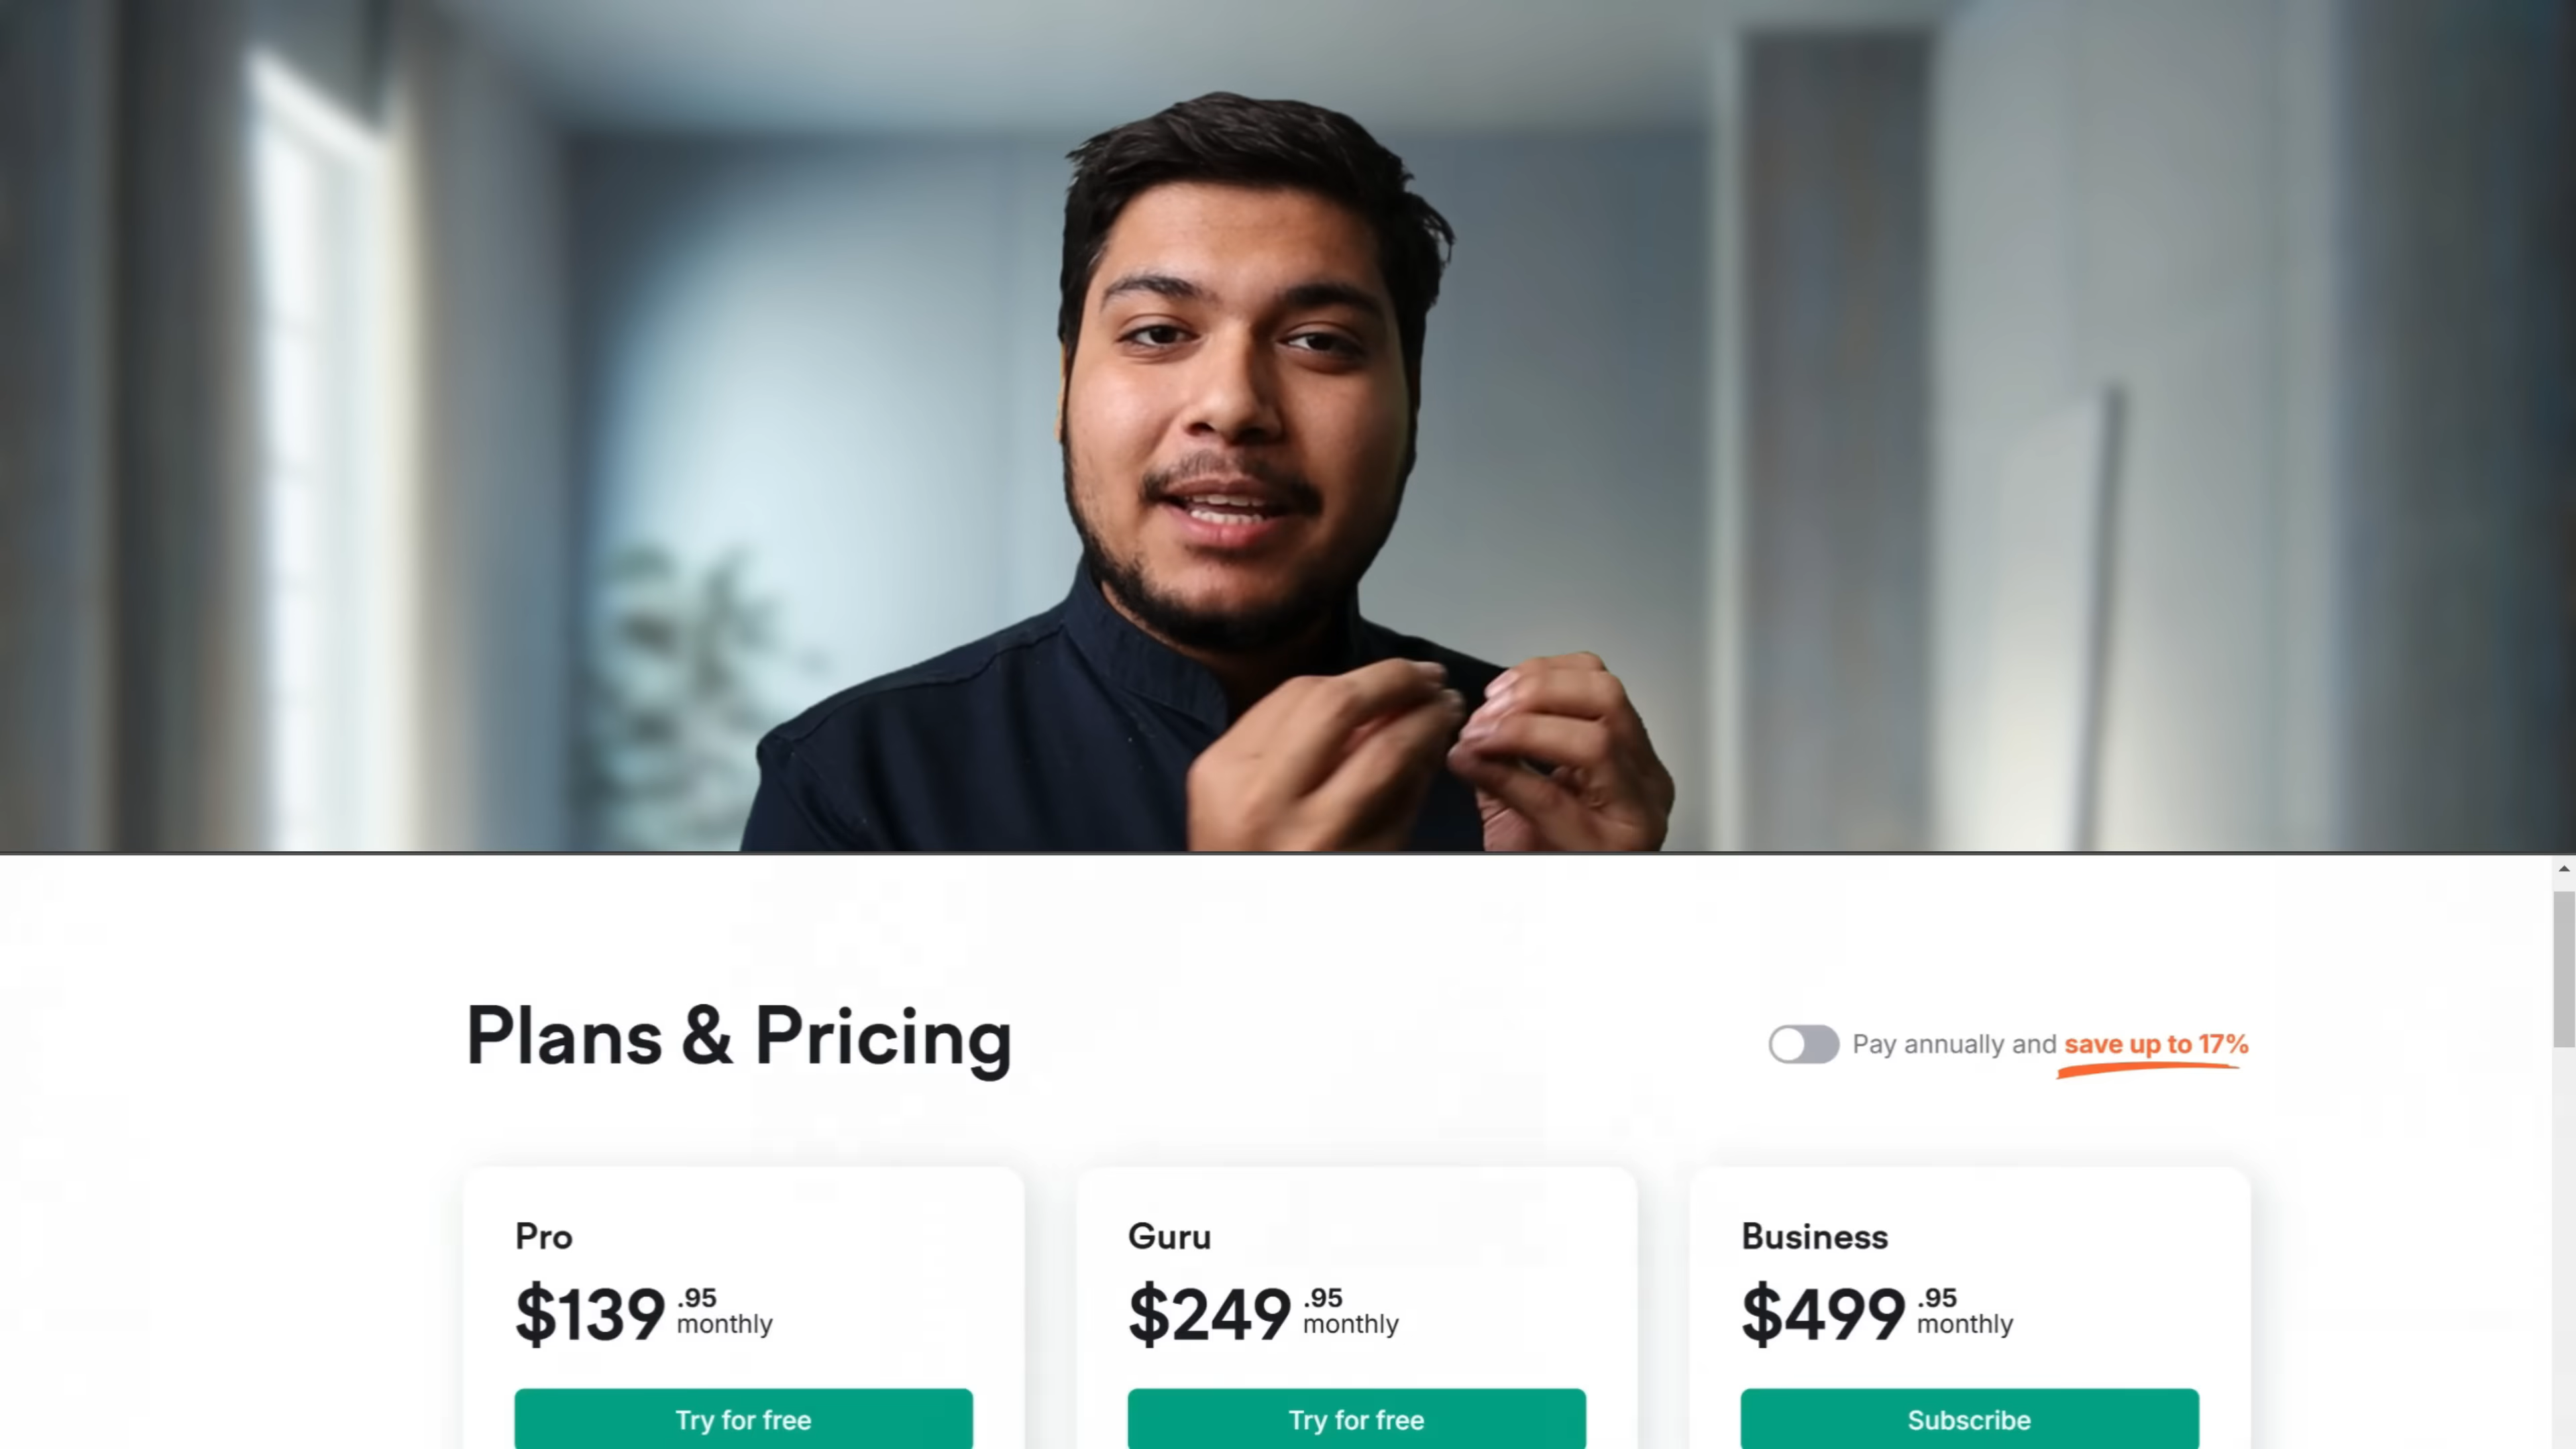 Plans & Pricing
Pay annually and save up to 17%
Pro
$139 .95 monthly
Try for free
Guru
$249 .95 monthly
Try for free
Business
$499 .95 monthly
Subscribe